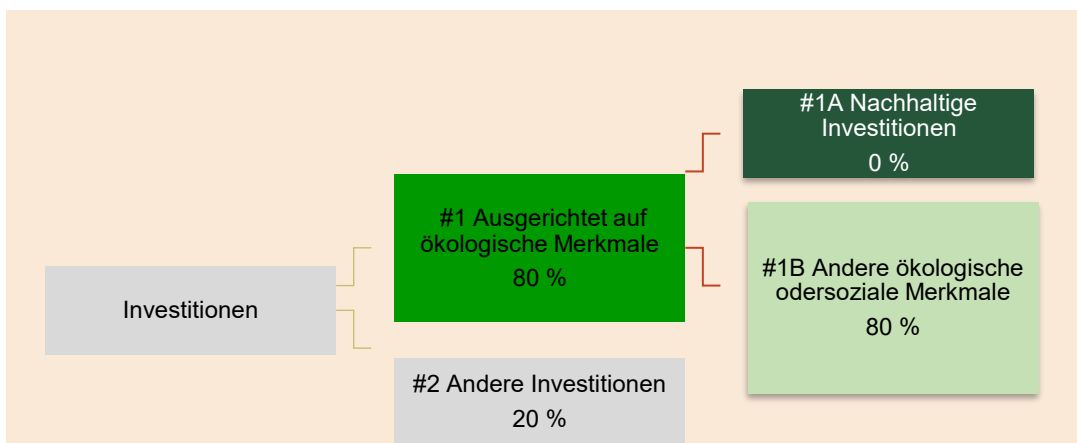 #1A Nachhaltige
Investitionen
0 %
#1 Ausgerichtet auf
ökologische Merkmale
80 %
#1B Andere ökologische
odersoziale Merkmale
80 %
Investitionen
#2 Andere Investitionen
20 %